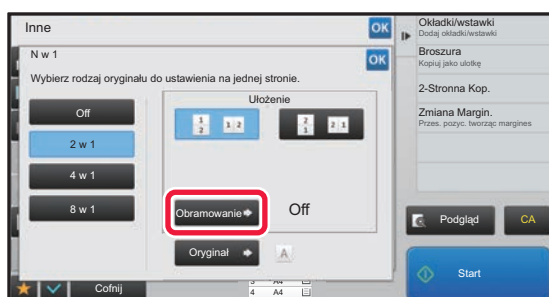 Inne
OK
N w 1
OK
Wybierz rodzaj oryginału do ustawienia na jednej stronie.
Off
2 w 1
4 w 1
8 w 1
Ułożenie
1
2
1 2
2
1
2 1
Obramowanie
Off
Oryginał
A
Cofnij
3 A4
4 A4
Okładki/wstawki
Dodaj okładki/wstawki
Broszura
Kopiuj jako ulotkę
2-Stronna Kop.
Zmiana Margin.
Przes. pozyc. tworząc margines
Podgląd
CA
Start